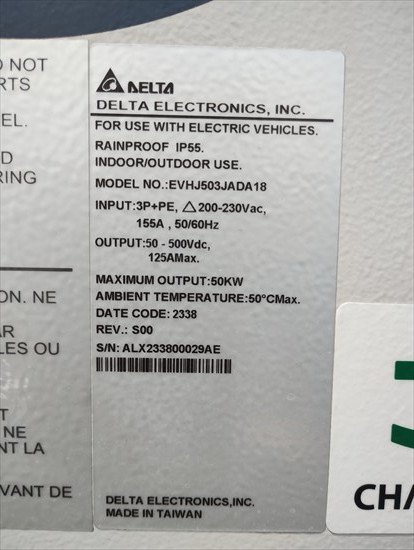 O NOT
RTS
EL.
D
RING
ON. NE
AR
LES OU
T
NE
NT LA
VANT DE
DELTA
DELTA ELECTRONICS, INC.
FOR USE WITH ELECTRIC VEHICLES.
RAINPROOF IP55.
INDOOR/OUTDOOR USE.
MODEL NO.:EVHJ503JADA18
INPUT:3P+PE, △200-230Vac,
155A , 50/60Hz
OUTPUT:50 - 500Vdc,
125AMax.
MAXIMUM OUTPUT:50KW
AMBIENT TEMPERATURE:50°CMax.
DATE CODE: 2338
REV.: S00
S/N: ALX233800029AE
DELTA ELECTRONICS,INC.
MADE IN TAIWAN
CHA